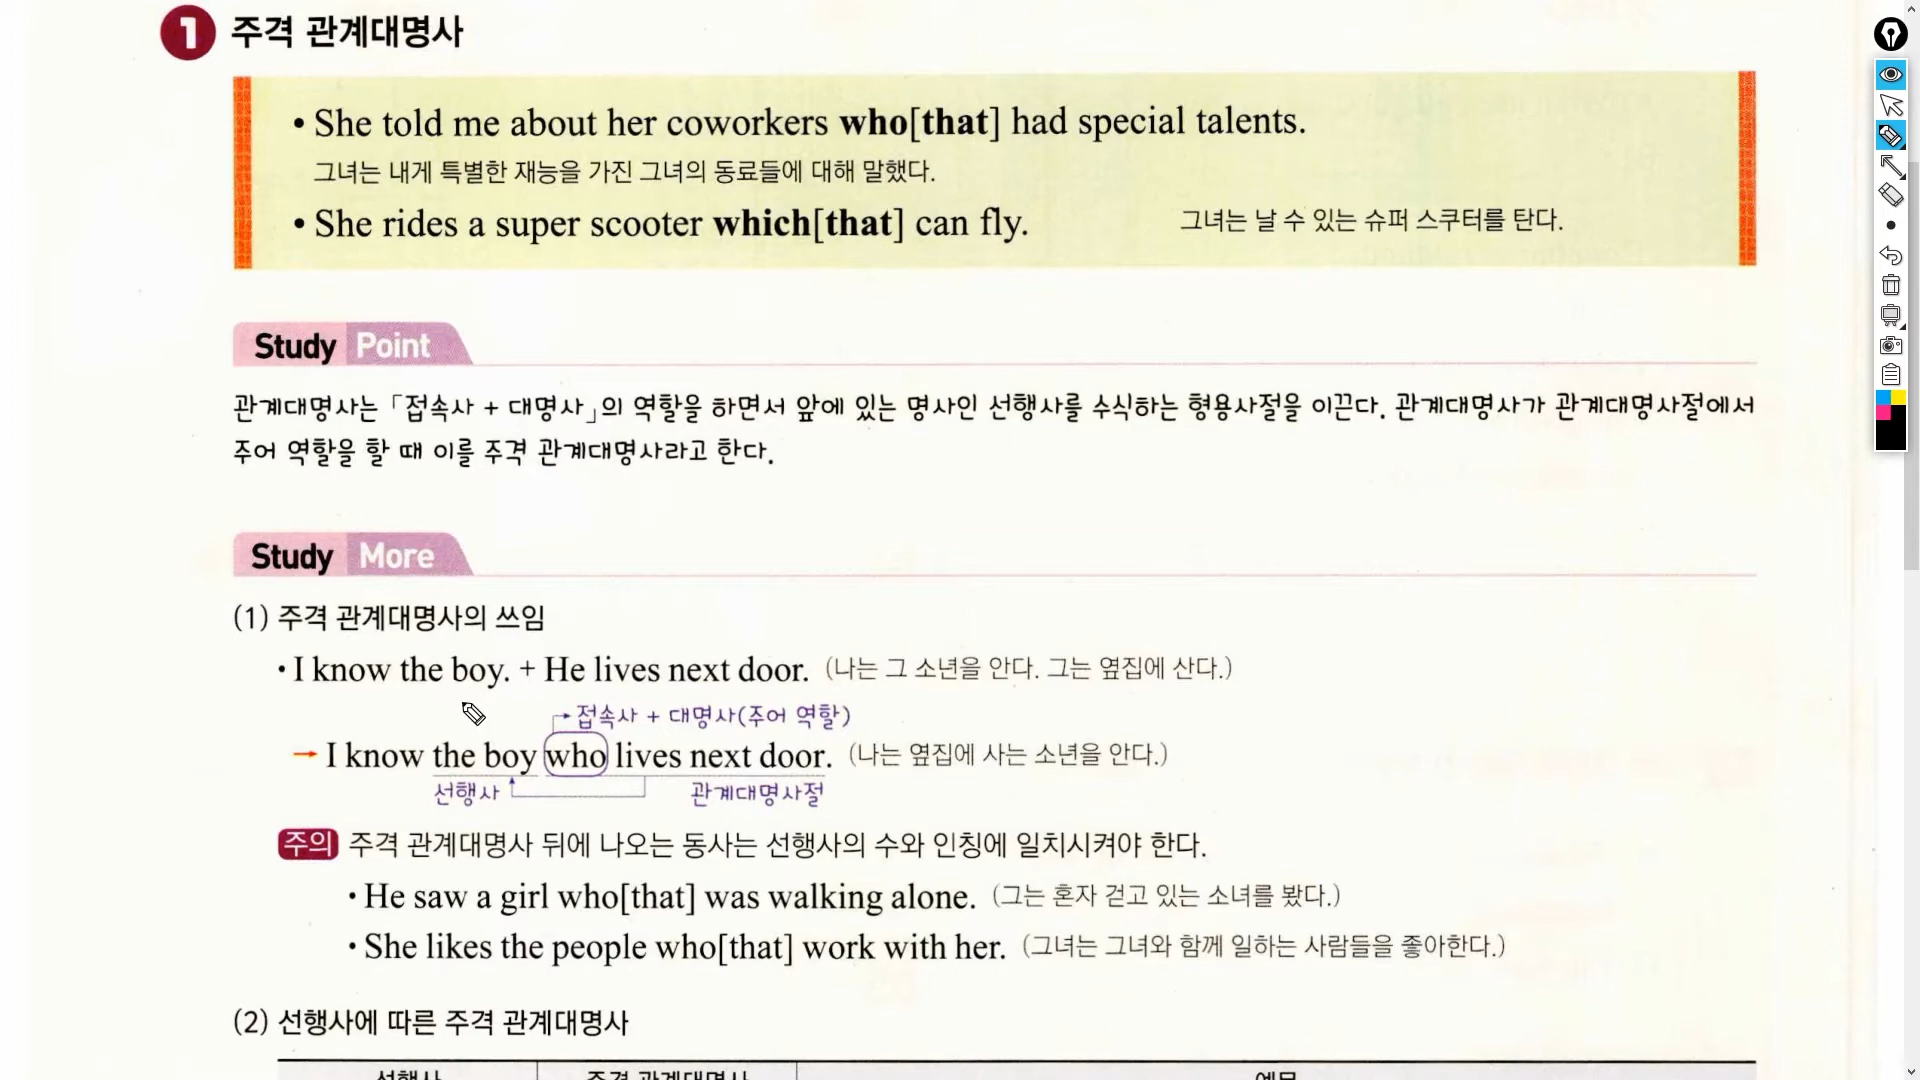 1 주격 관계대명사
• She told me about her coworkers who[that] had special talents.
그녀는 내게 특별한 재능을 가진 그녀의 동료들에 대해 말했다.
• She rides a super scooter which[that] can fly. 그녀는 날 수 있는 슈퍼 스쿠터를 탄다.
Study Point
관계대명사는 「접속사 + 대명사」의 역할을 하면서 앞에 있는 명사인 선행사를 수식하는 형용사절을 이끈다. 관계대명사가 관계대명사절에서
주어 역할을 할 때 이를 주격 관계대명사라고 한다.
Study More
(1) 주격 관계대명사의 쓰임
• I know the boy. + He lives next door. (나는 그 소년을 안다. 그는 옆집에 산다.)
접속사 + 대명사(주어 역할)
→ I know the boy who lives next door. (나는 옆집에 사는 소년을 안다.)
선행사 관계대명사절
주의 주격 관계대명사 뒤에 나오는 동사는 선행사의 수와 인칭에 일치시켜야 한다.
• He saw a girl who[that] was walking alone. (그는 혼자 걷고 있는 소녀를 봤다.)
• She likes the people who[that] work with her. (그녀는 그녀와 함께 일하는 사람들을 좋아한다.)
(2) 선행사에 따른 주격 관계대명사
선행사 주격 관계대명사 예문